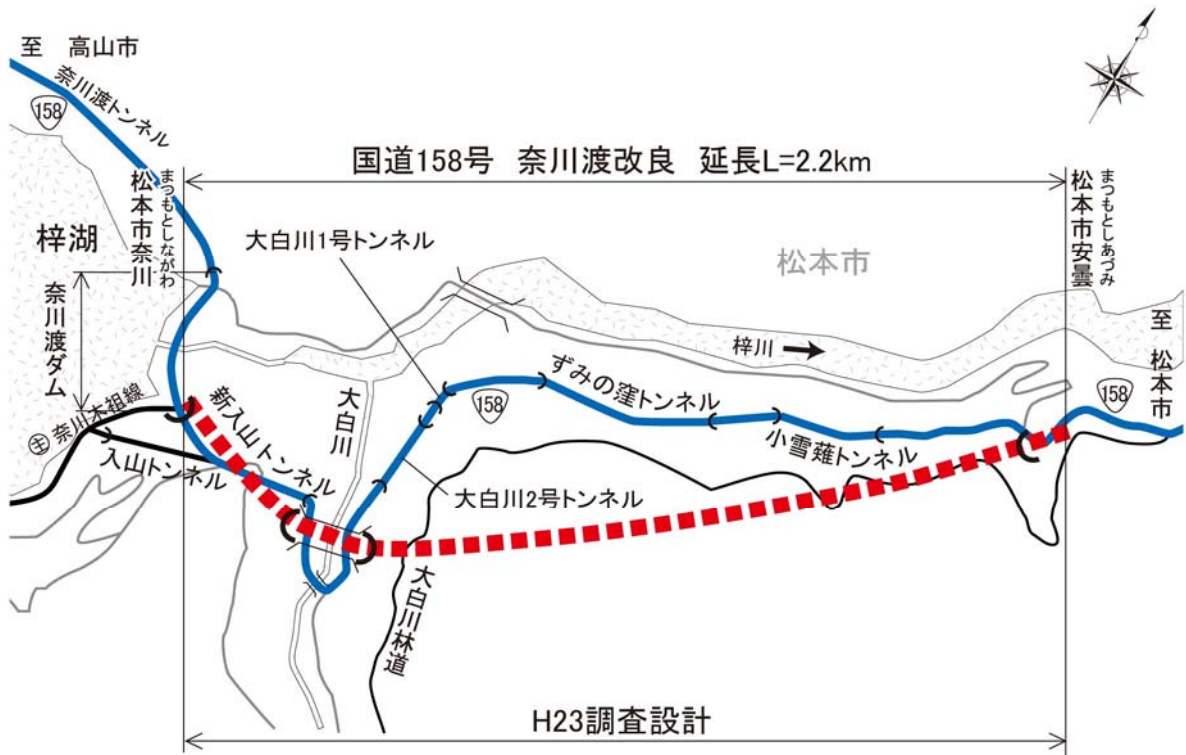 至 高山市
奈川渡トンネル
158
国道158号 奈川渡改良 延長L=2.2km
松本市奈川
まつもとしながわ
松本市安曇
まつもとしあづみ
梓湖
大白川1号トンネル
松本市
奈川渡ダム
梓川
至 松本市
ずみの窪トンネル
158
158
主 奈川木祖線
新入山トンネル
大白川
小雪薙トンネル
入山トンネル
大白川2号トンネル
大白川林道
H23調査設計